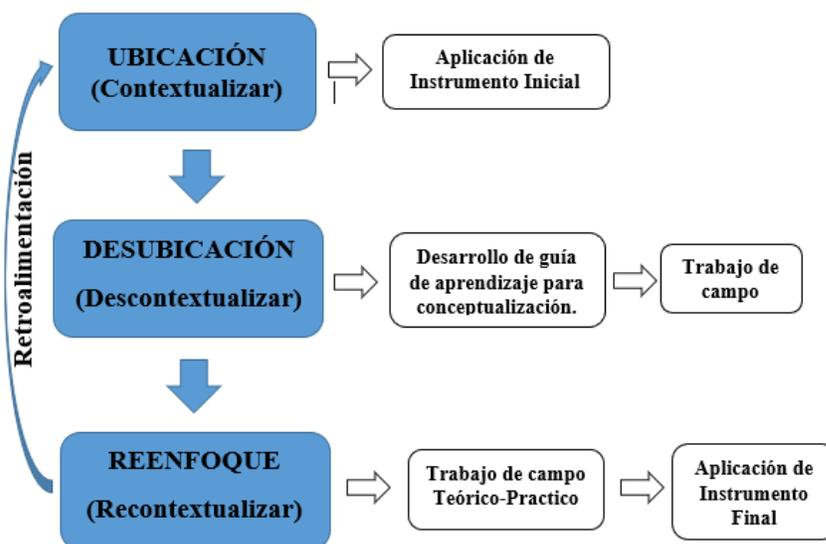 UBICACIÓN
(Contextualizar)
Aplicación de
Instrumento Inicial
Retroalimentación
DESUBICACIÓN
(Descontextualizar)
Desarrollo de guía
de aprendizaje para
conceptualización.
Trabajo de
campo
REENFOQUE
(Recontextualizar)
Trabajo de campo
Teórico-Practico
Aplicación de
Instrumento
Final